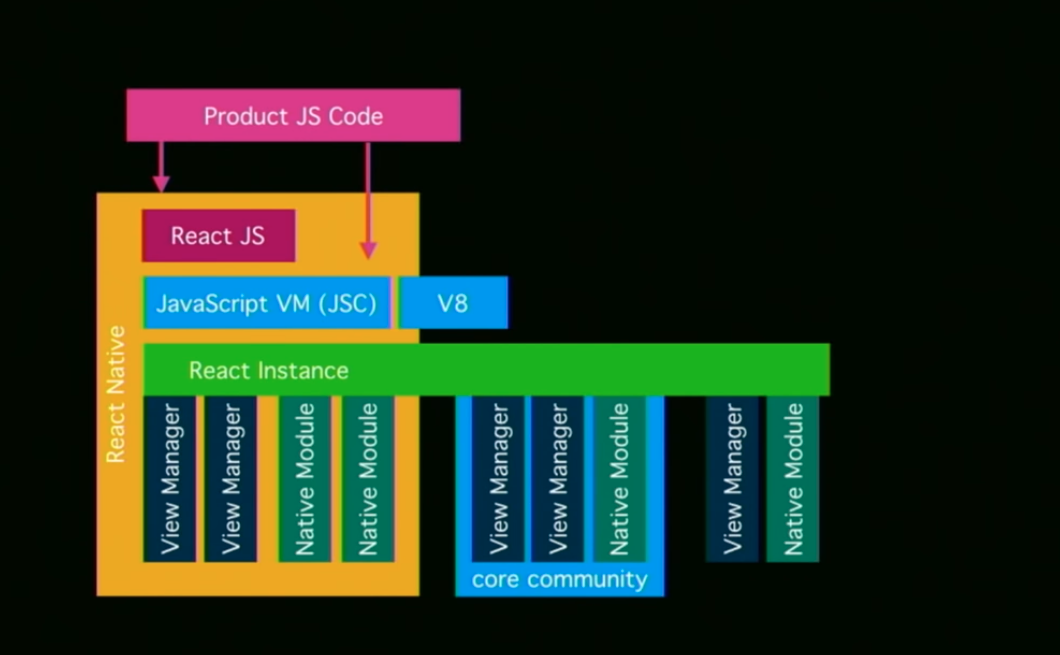 Product JS Code
React JS
JavaScript VM (JSC)
V8
React Native
React Instance
View Manager
View Manager
Native Module
Native Module
View Manager
View Manager
Native Module
View Manager
Native Module
core community